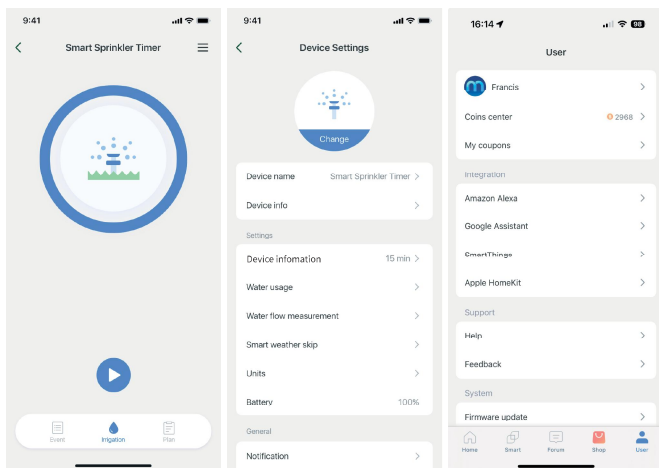 9:41
Smart Sprinkler Timer
Event
Irrigation
Plan
9:41
Device Settings
Change
Device name Smart Sprinkler Timer
Device info
Settings
Device infomation 15 min
Water usage
Water flow measurement
Smart weather skip
Units
Battery 100%
General
Notification
16:14 98
User
Francis
Coins center 2968
My coupons
Integration
Amazon Alexa
Google Assistant
SmartThings
Apple HomeKit
Support
Help
Feedback
System
Firmware update
Home
Smart
Forum
Shop
User